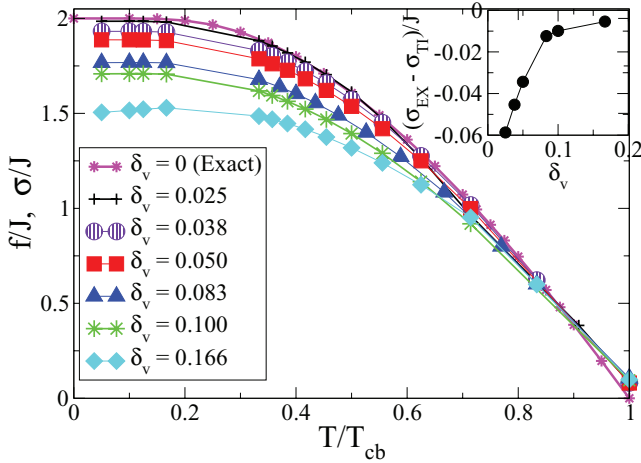 2
1.5
1
0.5
0
f/J, σ/J
0
0.2
0.4
0.6
0.8
1
T/T_cb
δ_v = 0 (Exact)
δ_v = 0.025
δ_v = 0.038
δ_v = 0.050
δ_v = 0.083
δ_v = 0.100
δ_v = 0.166
0
-0.02
-0.04
-0.06
(σ_EX - σ_TI)/J
0
0.1
0.2
δ_v